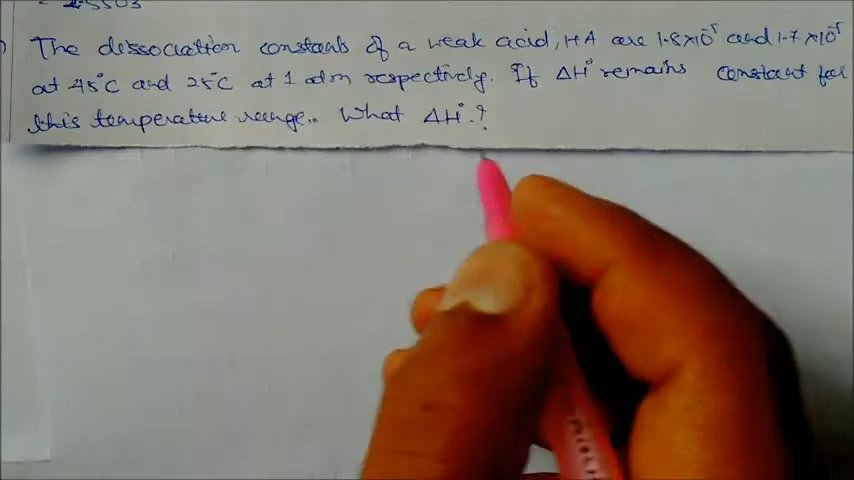 The dissociation constants of a weak acid, HA are 1.8×10⁻⁵ and 1.7×10⁻⁵
at 45°C and 25°C at 1 atm respectively. If ΔH° remains constant for
this temperature range.. What ΔH°.?